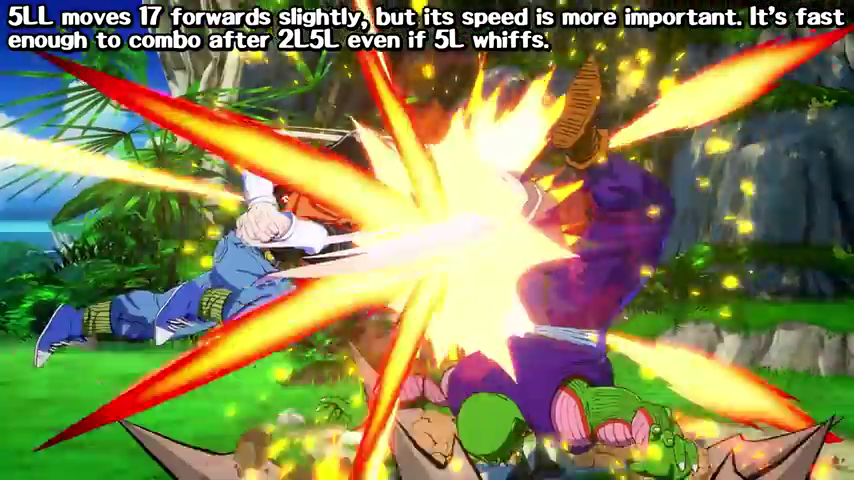 5LL moves 17 forwards slightly, but its speed is more important. It's fast
enough to combo after 2L5L even if 5L whiffs.